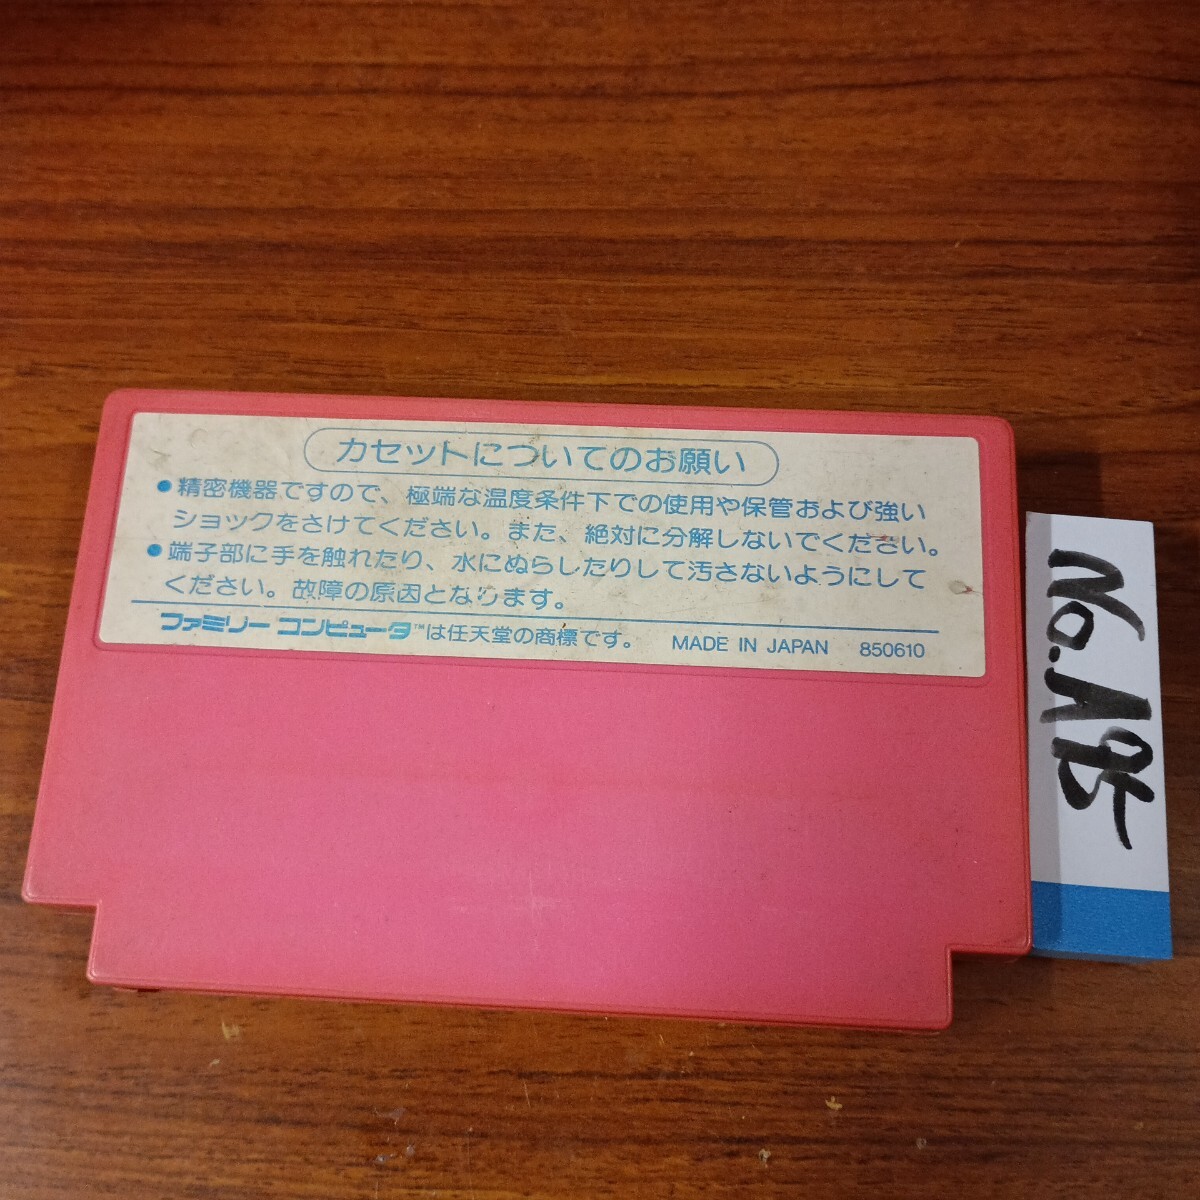 カセットについてのお願い
●精密機器ですので、極端な温度条件下での使用や保管および強い
ショックをさけてください。また、絶対に分解しないでください。
●端子部に手を触れたり、水にぬらしたりして汚さないようにして
ください。故障の原因となります。
ファミリー コンピュータ™は任天堂の商標です。 MADE IN JAPAN 850610
No.185